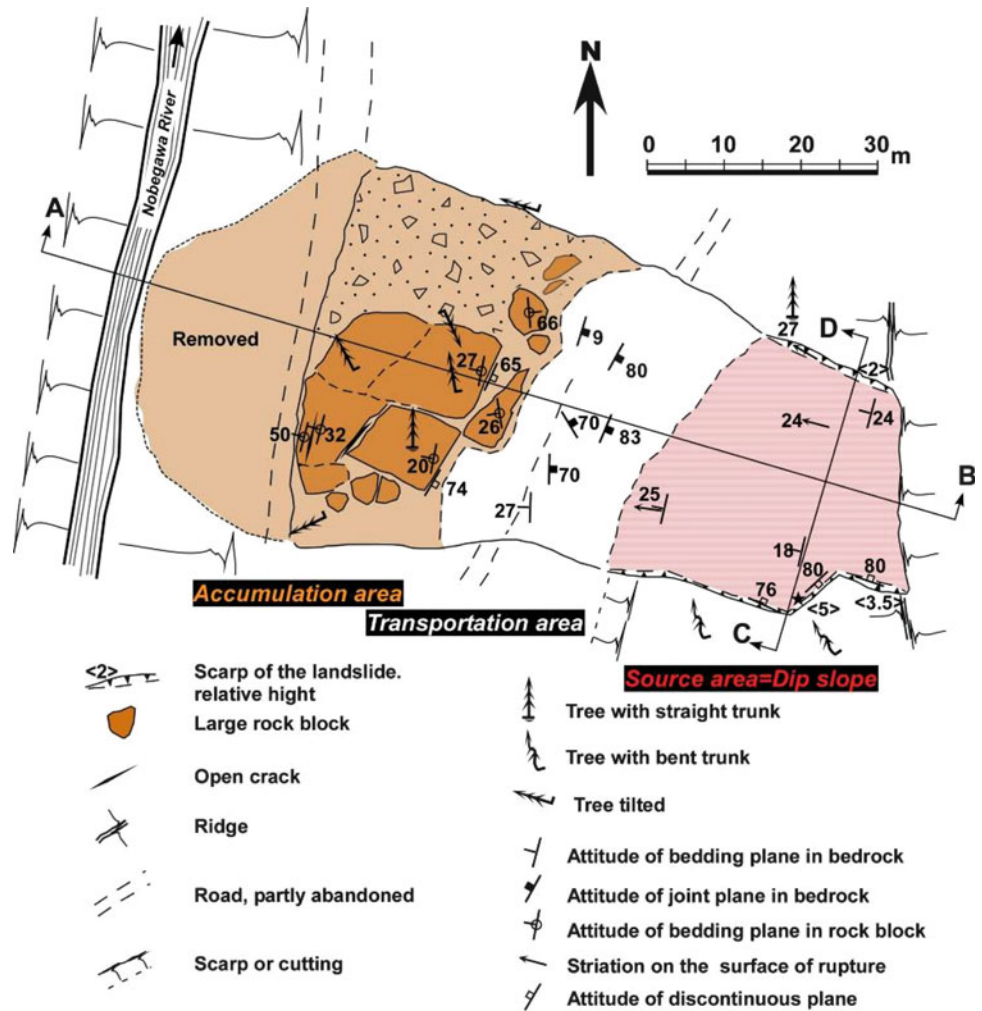 N
0 10 20 30
m
Nobegawa River
A
Removed
66
9
80
27
65
27
D
<2>
24
24
50
32
26
70
83
20
74
70
27
25
B
18
80
80
76
<5>
<3.5>
C
Accumulation area
Transportation area
Source area=Dip slope
<2>
Scarp of the landslide.
relative hight
Large rock block
Open crack
Ridge
Road, partly abandoned
Scarp or cutting
Tree with straight trunk
Tree with bent trunk
Tree tilted
Attitude of bedding plane in bedrock
Attitude of joint plane in bedrock
Attitude of bedding plane in rock block
Striation on the surface of rupture
Attitude of discontinuous plane